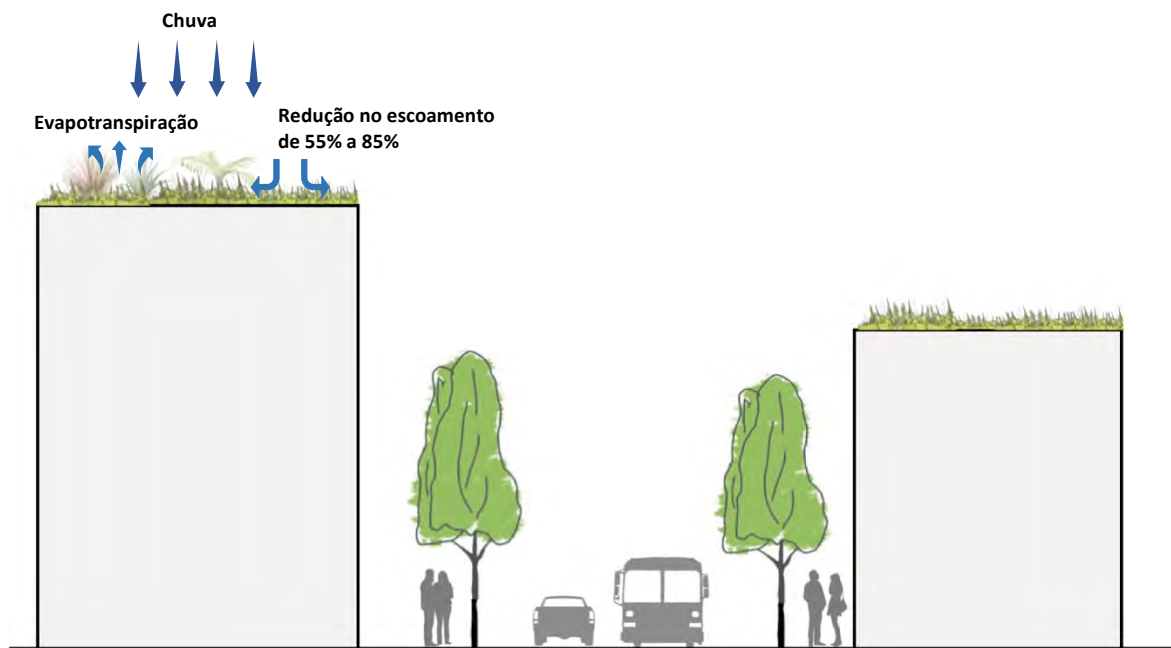 Chuva
Evapotranspiração
Redução no escoamento
de 55% a 85%